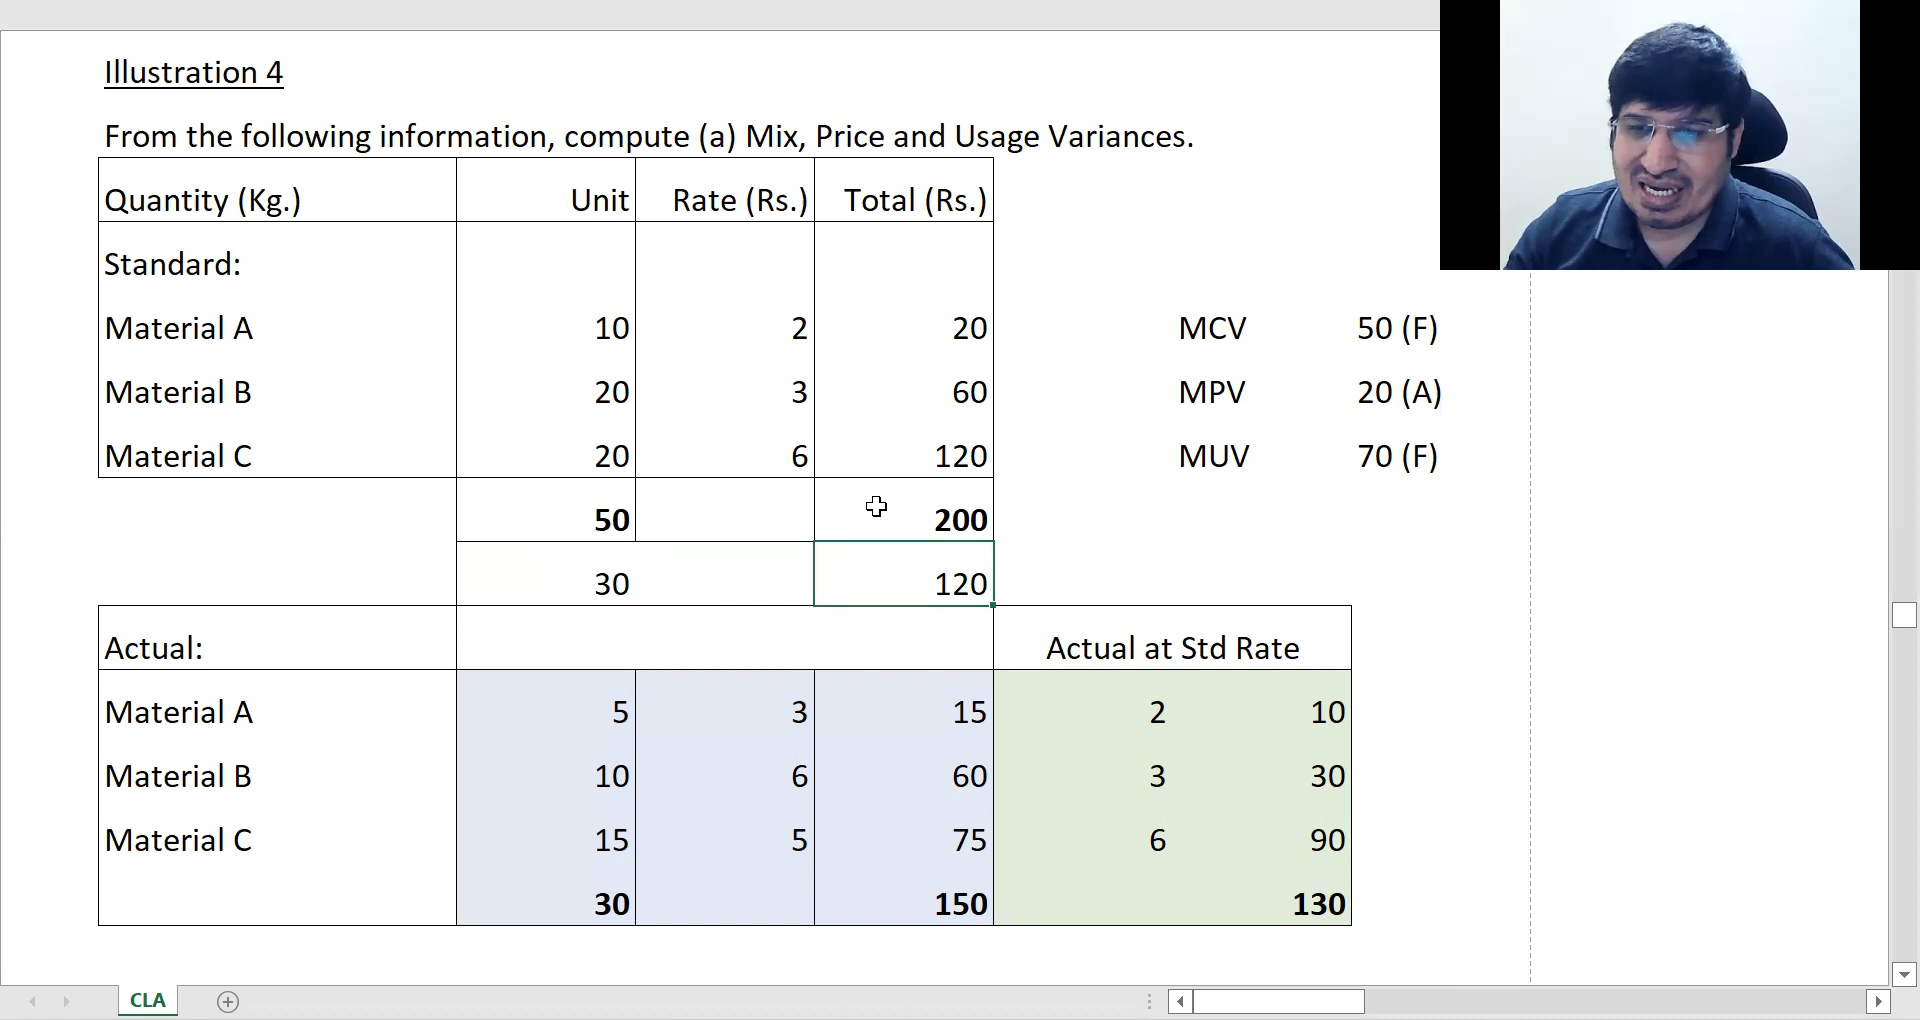 Illustration 4
From the following information, compute (a) Mix, Price and Usage Variances.
Quantity (Kg.) Unit Rate (Rs.) Total (Rs.)
Standard:
Material A 10 2 20 MCV 50 (F)
Material B 20 3 60 MPV 20 (A)
Material C 20 6 120 MUV 70 (F)
50 200
30 120
Actual: Actual at Std Rate
Material A 5 3 15 2 10
Material B 10 6 60 3 30
Material C 15 5 75 6 90
30 150 130
CLA